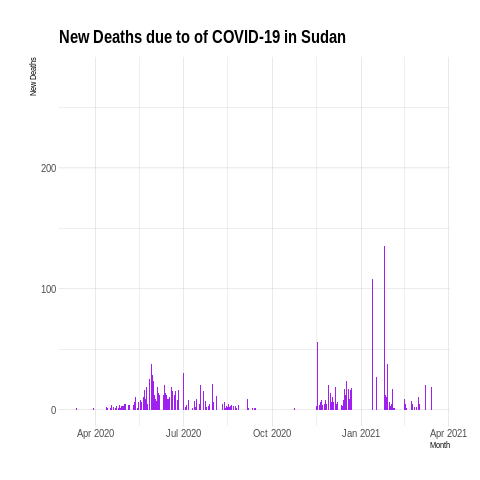 New Deaths due to of COVID-19 in Sudan
New Deaths
200
100
0
Apr 2020 Jul 2020 Oct 2020 Jan 2021 Apr 2021
Month